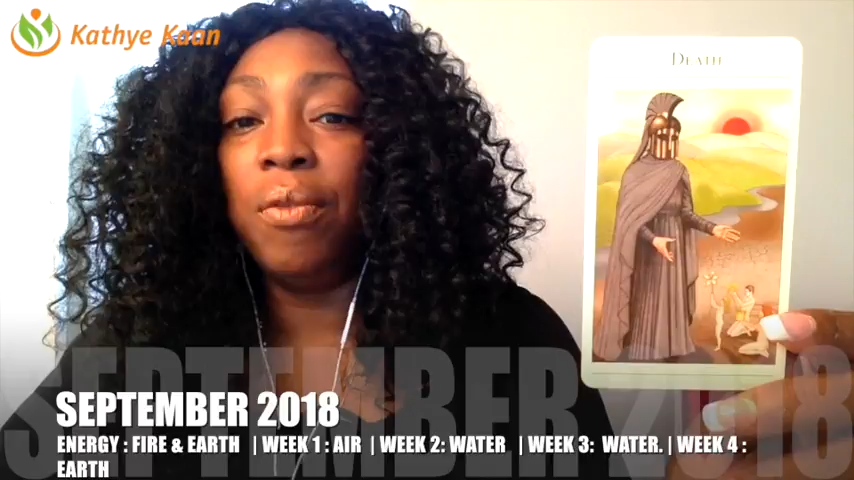 Kathye Kaan
DEATH
SEPTEMBER 2018
SEPTEMBER 2018
ENERGY : FIRE & EARTH | WEEK 1 : AIR | WEEK 2: WATER | WEEK 3: WATER. | WEEK 4 :
EARTH